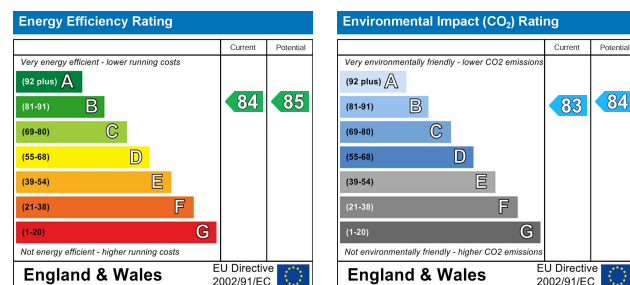 Energy Efficiency Rating
Current Potential
Very energy efficient - lower running costs
(92 plus) A
(81-91) B
84 85
(69-80) C
(55-68) D
(39-54) E
(21-38) F
(1-20) G
Not energy efficient - higher running costs
England & Wales
EU Directive
2002/91/EC
Environmental Impact (CO₂) Rating
Current Potential
Very environmentally friendly - lower CO2 emissions
(92 plus) A
(81-91) B
83 84
(69-80) C
(55-68) D
(39-54) E
(21-38) F
(1-20) G
Not environmentally friendly - higher CO2 emissions
England & Wales
EU Directive
2002/91/EC